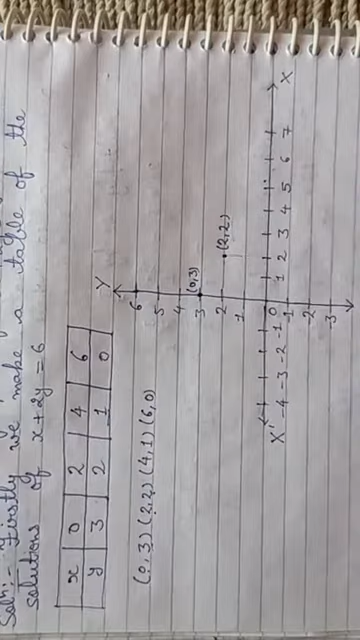 Solⁿ:- Firstly we make a table of the
solutions of x + 2y = 6
x 0 2 4 6
y 3 2 1 0
(0, 3) (2, 2) (4, 1) (6, 0)
Y
6
5
4
(0,3)
3
2 (2,2)
1
X' -4 -3 -2 -1 0 1 2 3 4 5 6 7 X
-1
-2
-3